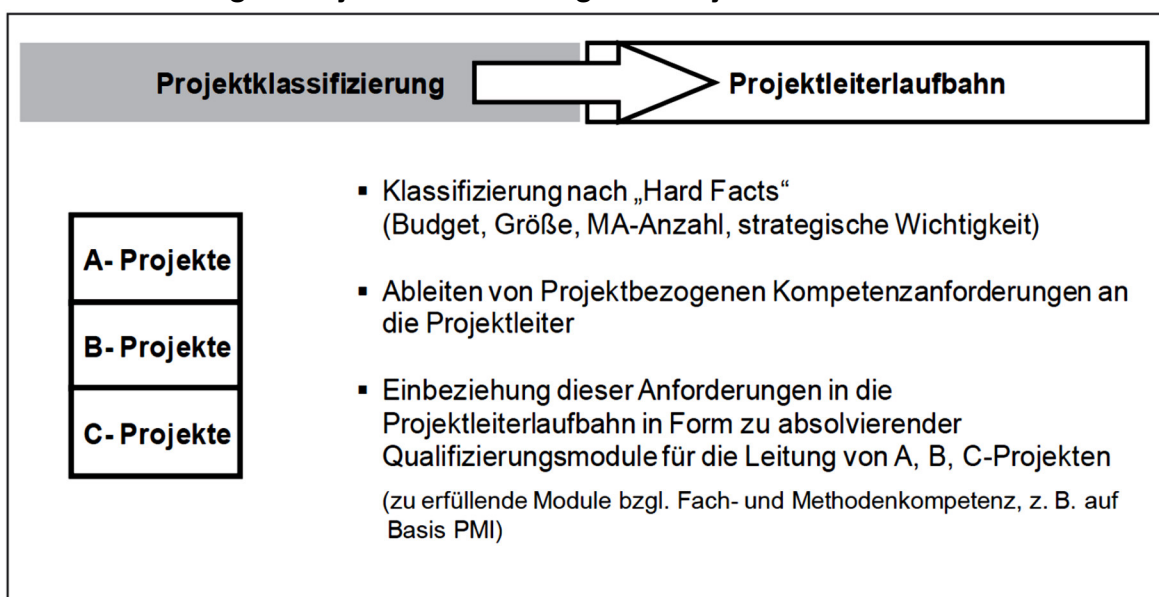 Projektklassifizierung
Projektleiterlaufbahn
A- Projekte
B- Projekte
C- Projekte
▪ Klassifizierung nach „Hard Facts“
(Budget, Größe, MA-Anzahl, strategische Wichtigkeit)
▪ Ableiten von Projektbezogenen Kompetenzanforderungen an
die Projektleiter
▪ Einbeziehung dieser Anforderungen in die
Projektleiterlaufbahn in Form zu absolvierender
Qualifizierungsmodule für die Leitung von A, B, C-Projekten
(zu erfüllende Module bzgl. Fach- und Methodenkompetenz, z. B. auf
Basis PMI)